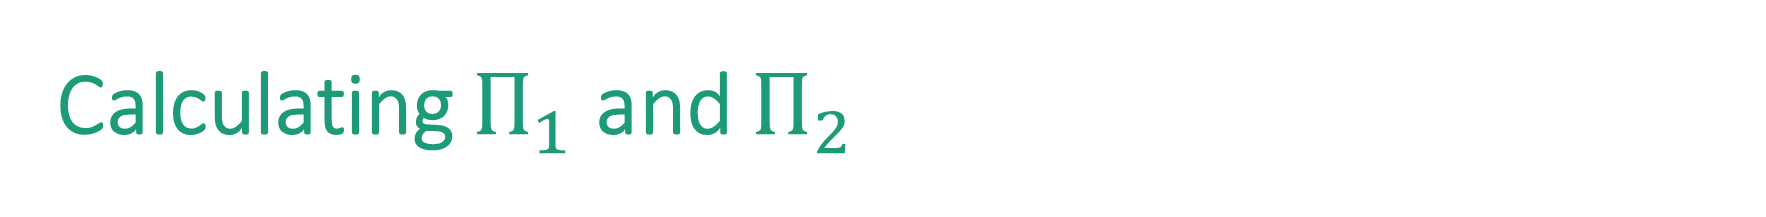 Calculating Π₁ and Π₂